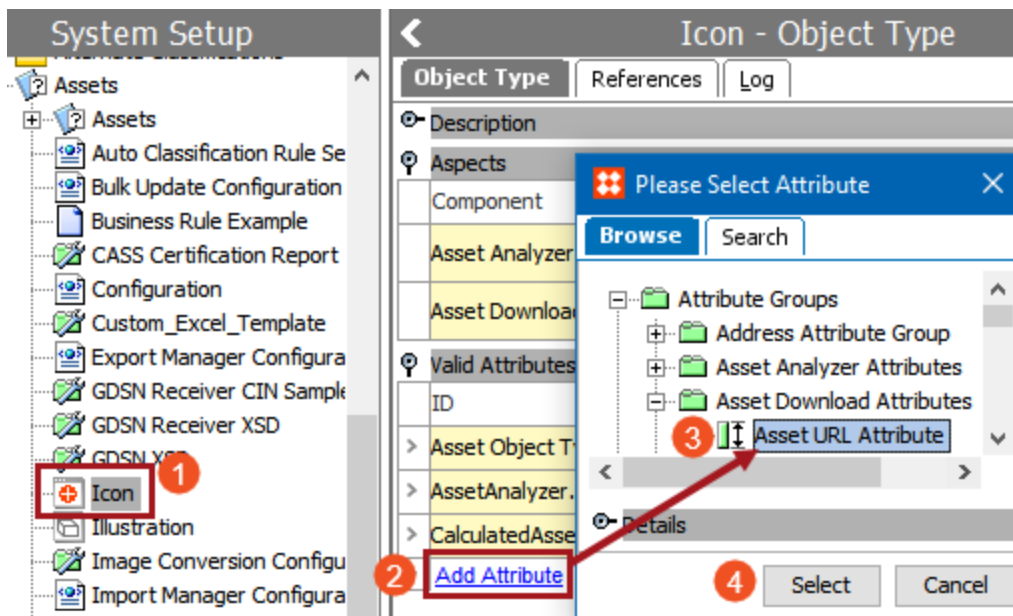 System Setup
Alternate Classifications
Assets
Assets
Auto Classification Rule Se
Bulk Update Configuration
Business Rule Example
CASS Certification Report
Configuration
Custom_Excel_Template
Export Manager Configura
GDSN Receiver CIN Sample
GDSN Receiver XSD
GDSN XSD
1
Icon
Illustration
Image Conversion Configu
Import Manager Configura
Icon - Object Type
Object Type References Log
Description
Aspects
Component
Asset Analyzer
Asset Download
Valid Attributes
ID
Asset Object T
AssetAnalyzer.
CalculatedAsse
2 Add Attribute
Please Select Attribute
Browse Search
Attribute Groups
Address Attribute Group
Asset Analyzer Attributes
Asset Download Attributes
3 Asset URL Attribute
Details
4 Select Cancel